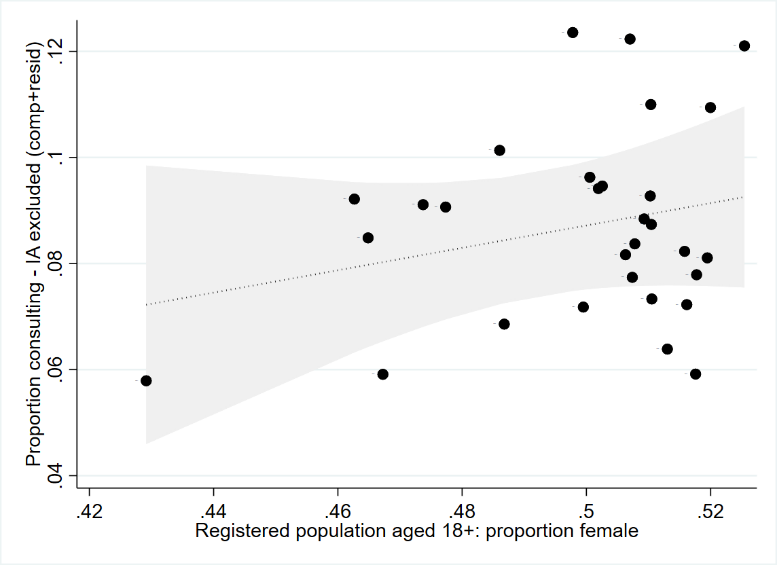 Proportion consulting - IA excluded (comp+resid)
.12
.1
.08
.06
.04
.42 .44 .46 .48 .5 .52
Registered population aged 18+: proportion female